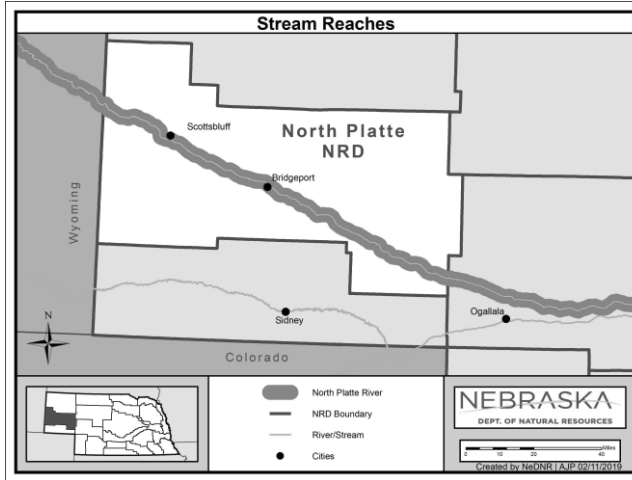 Stream Reaches
Scottsbluff
North Platte
NRD
Bridgeport
Wyoming
Ogallala
Sidney
Colorado
N
North Platte River
NRD Boundary
River/Stream
Cities
NEBRASKA
DEPT. OF NATURAL RESOURCES
Miles
0 10 20 40
Created by NeDNR | AJP 02/11/2019